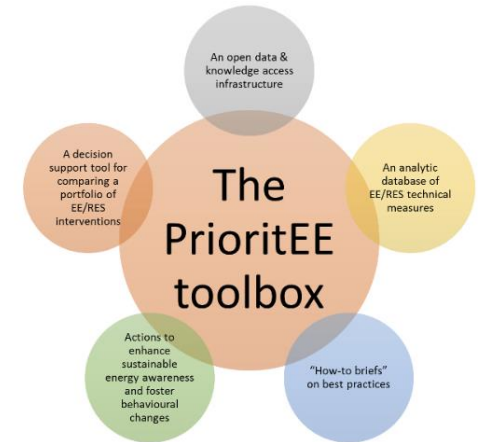 An open data &
knowledge access
infrastructure
A decision
support tool for
comparing a
portfolio of
EE/RES
interventions
The
PrioritEE
toolbox
An analytic
database of
EE/RES technical
measures
Actions to
enhance
sustainable
energy awareness
and foster
behavioural
changes
"How-to briefs"
on best practices